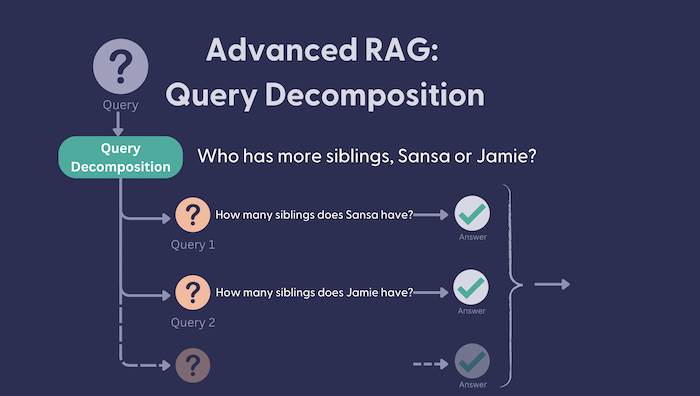 Advanced RAG:
Query Decomposition
?
Query
Query
Decomposition
Who has more siblings, Sansa or Jamie?
?
How many siblings does Sansa have?
Query 1
Answer
?
How many siblings does Jamie have?
Query 2
Answer
?
Answer